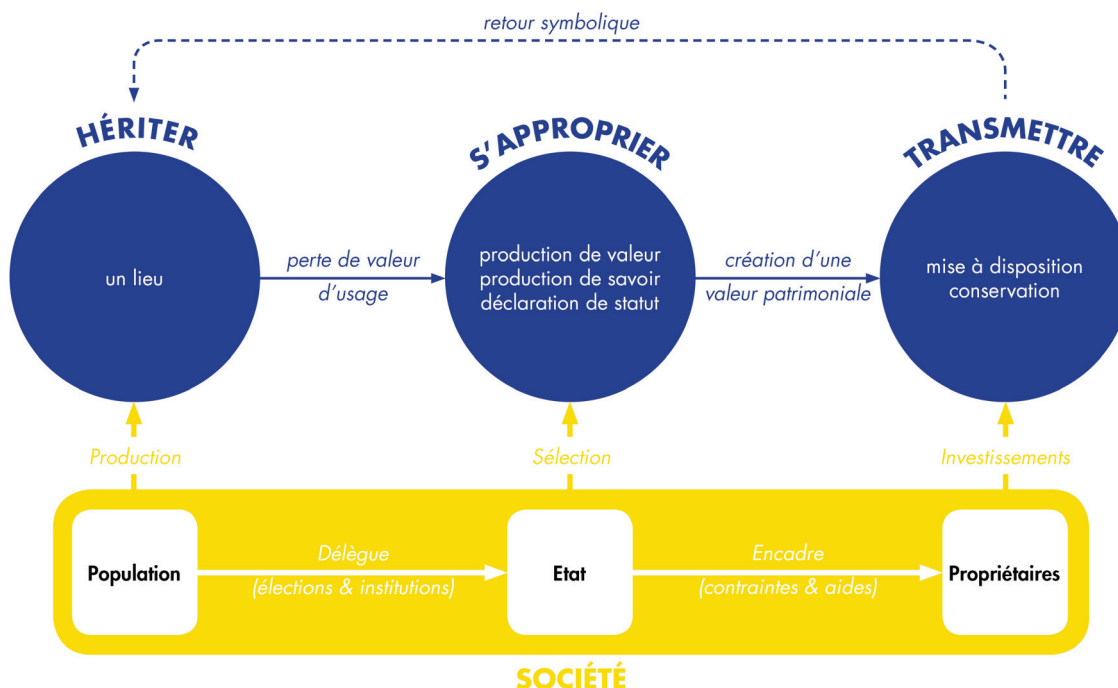 retour symbolique
HÉRITER
S'APPROPRIER
TRANSMETTRE
un lieu
perte de valeur
d'usage
production de valeur
production de savoir
déclaration de statut
création d'une
valeur patrimoniale
mise à disposition
conservation
Production
Sélection
Investissements
Population
Délègue
(élections & institutions)
Etat
Encadre
(contraintes & aides)
Propriétaires
SOCIÉTÉ